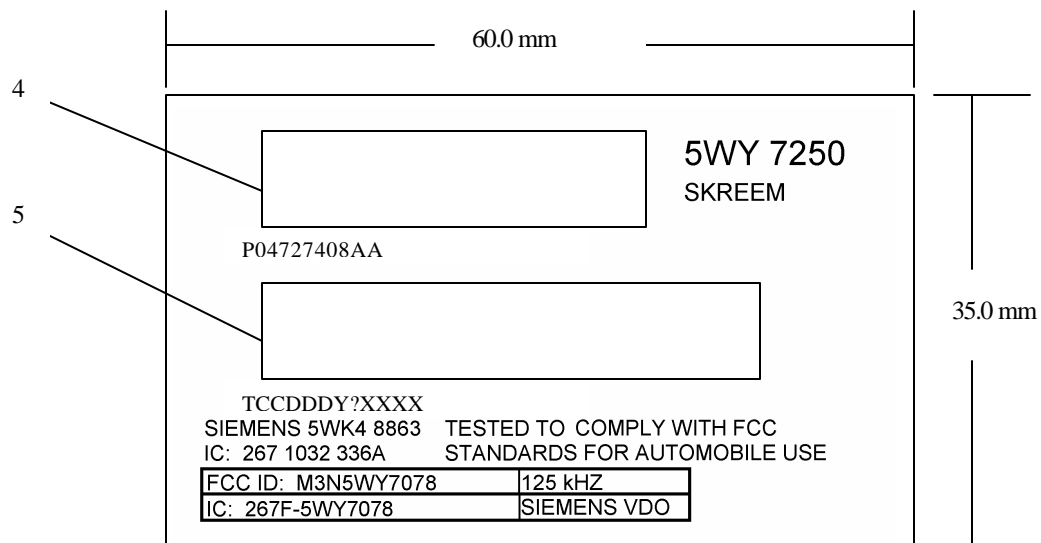 60.0 mm
4
5WY 7250
SKREEM
5
P04727408AA
35.0 mm
TCCDDDY?XXXX
SIEMENS 5WK4 8863 TESTED TO COMPLY WITH FCC
IC: 267 1032 336A STANDARDS FOR AUTOMOBILE USE
FCC ID: M3N5WY7078 125 kHZ
IC: 267F-5WY7078 SIEMENS VDO